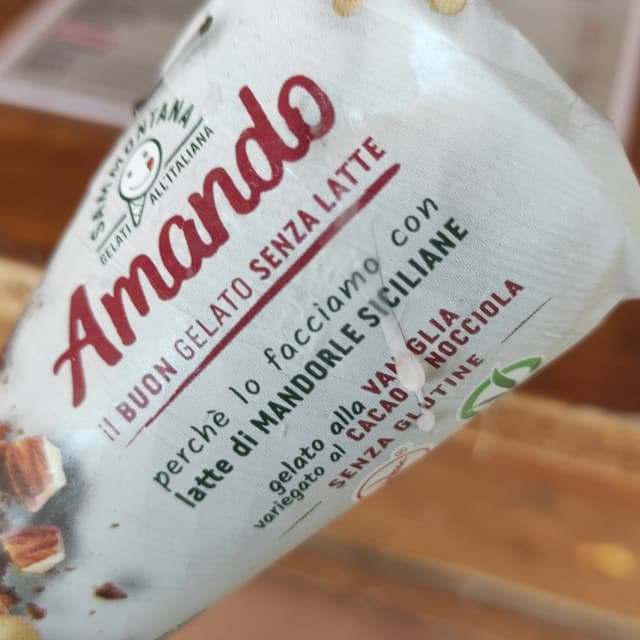 SAMMONTANA
GELATI ALL'ITALIANA
Amando
il BUON GELATO SENZA LATTE
perchè lo facciamo con
latte di MANDORLE SICILIANE
gelato alla VANIGLIA
variegato al CACAO NOCCIOLA
SENZA GLUTINE